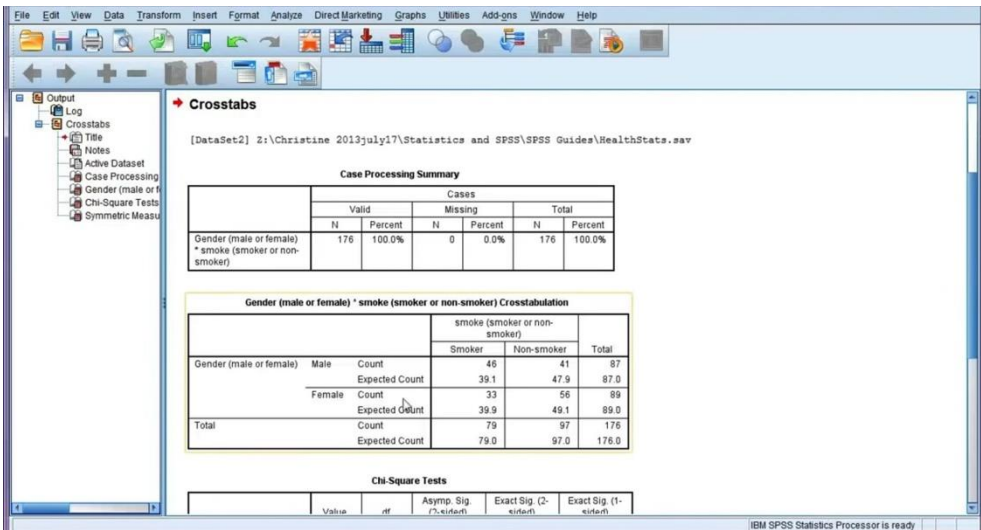 File Edit View Data Transform Insert Format Analyze Direct Marketing Graphs Utilities Add-ons Window Help
Output
Log
Crosstabs
Title
Notes
Active Dataset
Case Processing
Gender (male or f
Chi-Square Tests
Symmetric Measu
Crosstabs
[DataSet2] Z:\Christine 2013july17\Statistics and SPSS\SPSS Guides\HealthStats.sav
Case Processing Summary
Cases
Valid Missing Total
N Percent N Percent N Percent
Gender (male or female) 176 100.0% 0 0.0% 176 100.0%
* smoke (smoker or non-
smoker)
Gender (male or female) * smoke (smoker or non-smoker) Crosstabulation
smoke (smoker or non-
smoker)
Smoker Non-smoker Total
Gender (male or female) Male Count 46 41 87
Expected Count 39.1 47.9 87.0
Female Count 33 56 89
Expected Count 39.9 49.1 89.0
Total Count 79 97 176
Expected Count 79.0 97.0 176.0
Chi-Square Tests
Asymp. Sig. Exact Sig. (2- Exact Sig. (1-
Value df (2-sided) sided) sided)
IBM SPSS Statistics Processor is ready